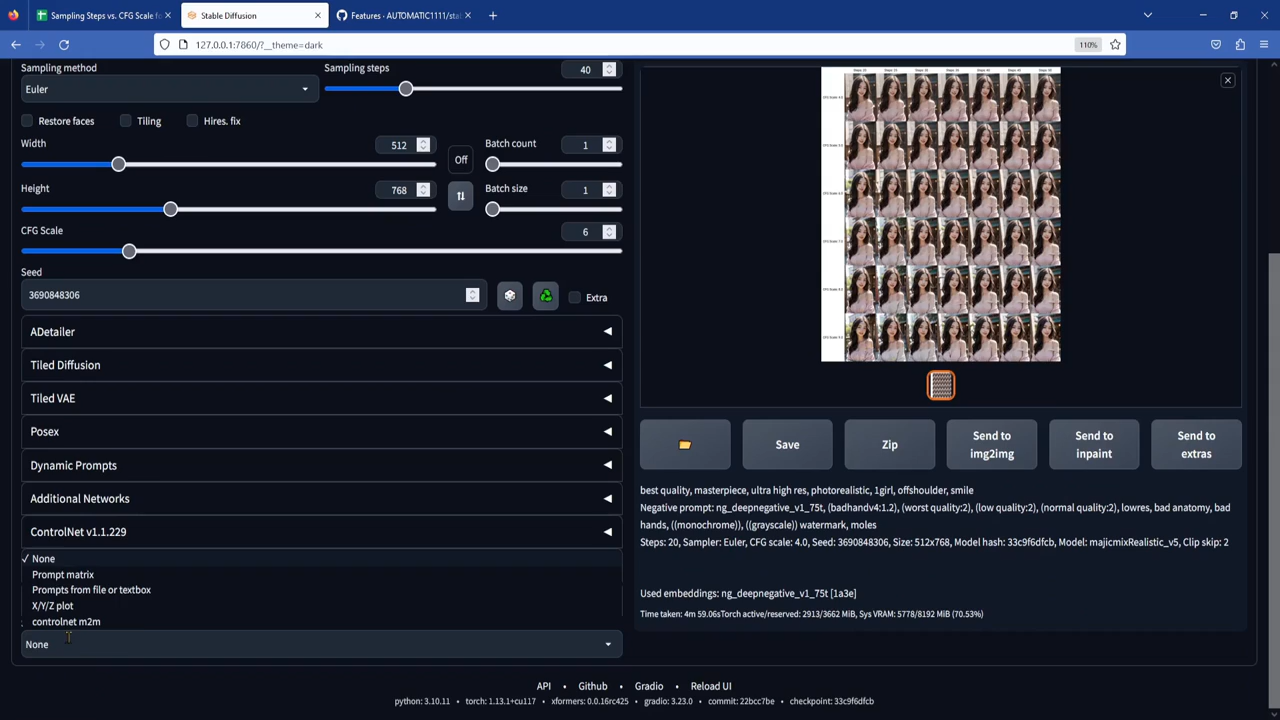 Sampling Steps vs. CFG Scale fo
Stable Diffusion
Features · AUTOMATIC1111/stal
127.0.0.1:7860/?__theme=dark
110%
Sampling method
Sampling steps
40
Euler
Restore faces
Tiling
Hires. fix
Width
512
Off
Batch count
1
Height
768
Batch size
1
CFG Scale
6
Seed
3690848306
Extra
ADetailer
Tiled Diffusion
Tiled VAE
Posex
Dynamic Prompts
Additional Networks
ControlNet v1.1.229
✓ None
Prompt matrix
Prompts from file or textbox
X/Y/Z plot
controlnet m2m
None
Save
Zip
Send to
img2img
Send to
inpaint
Send to
extras
best quality, masterpiece, ultra high res, photorealistic, 1girl, offshoulder, smile
Negative prompt: ng_deepnegative_v1_75t, (badhandv4:1.2), (worst quality:2), (low quality:2), (normal quality:2), lowres, bad anatomy, bad
hands, ((monochrome)), ((grayscale)) watermark, moles
Steps: 20, Sampler: Euler, CFG scale: 4.0, Seed: 3690848306, Size: 512x768, Model hash: 33c9f6dfcb, Model: majicmixRealistic_v5, Clip skip: 2
Used embeddings: ng_deepnegative_v1_75t [1a3e]
Time taken: 4m 59.06sTorch active/reserved: 2913/3662 MiB, Sys VRAM: 5778/8192 MiB (70.53%)
API • Github • Gradio • Reload UI
python: 3.10.11 • torch: 1.13.1+cu117 • xformers: 0.0.16rc425 • gradio: 3.23.0 • commit: 22bcc7be • checkpoint: 33c9f6dfcb